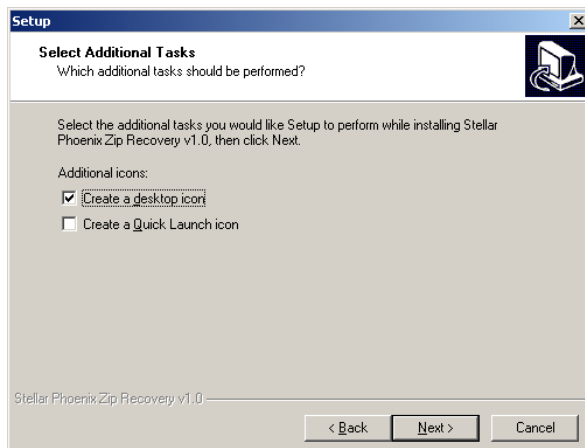 Setup
Select Additional Tasks
Which additional tasks should be performed?
Select the additional tasks you would like Setup to perform while installing Stellar
Phoenix Zip Recovery v1.0, then click Next.
Additional icons:
Create a desktop icon
Create a Quick Launch icon
Stellar Phoenix Zip Recovery v1.0
< Back
Next >
Cancel